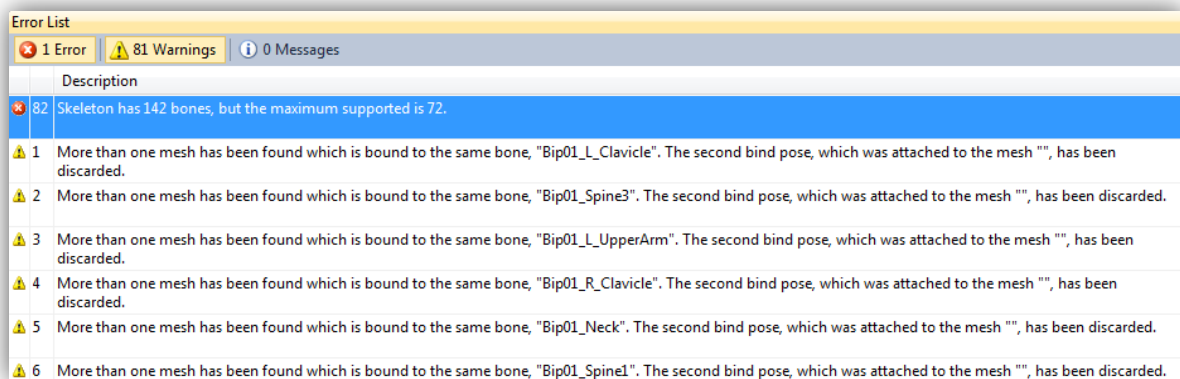 Error List
1 Error 81 Warnings 0 Messages
Description
82 Skeleton has 142 bones, but the maximum supported is 72.
1 More than one mesh has been found which is bound to the same bone, "Bip01_L_Clavicle". The second bind pose, which was attached to the mesh "", has been
discarded.
2 More than one mesh has been found which is bound to the same bone, "Bip01_Spine3". The second bind pose, which was attached to the mesh "", has been discarded.
3 More than one mesh has been found which is bound to the same bone, "Bip01_L_UpperArm". The second bind pose, which was attached to the mesh "", has been
discarded.
4 More than one mesh has been found which is bound to the same bone, "Bip01_R_Clavicle". The second bind pose, which was attached to the mesh "", has been
discarded.
5 More than one mesh has been found which is bound to the same bone, "Bip01_Neck". The second bind pose, which was attached to the mesh "", has been discarded.
6 More than one mesh has been found which is bound to the same bone, "Bip01_Spine1". The second bind pose, which was attached to the mesh "", has been discarded.